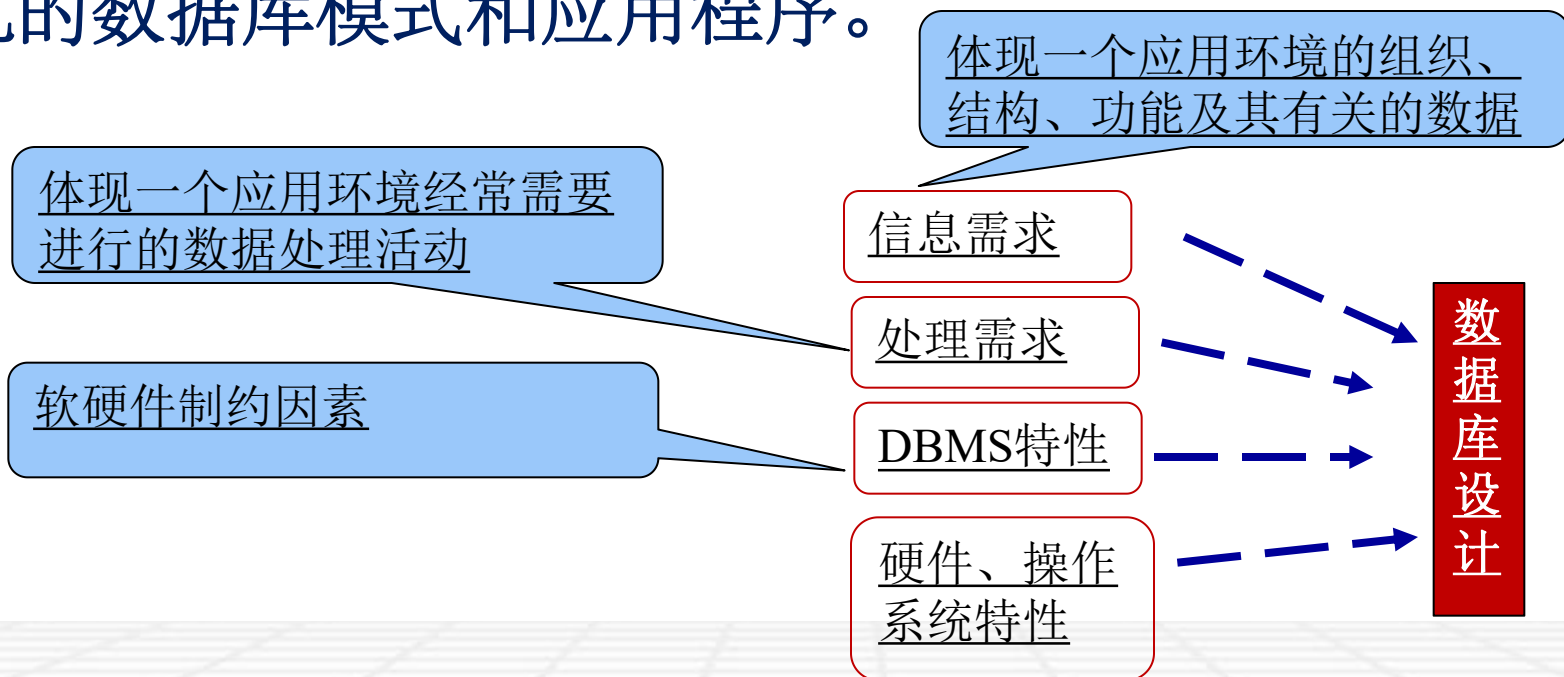 的数据库模式和应用程序。
体现一个应用环境的组织、
结构、功能及其有关的数据
体现一个应用环境经常需要
进行的数据处理活动
信息需求
处理需求
软硬件制约因素
DBMS特性
硬件、操作
系统特性
数
据
库
设
计